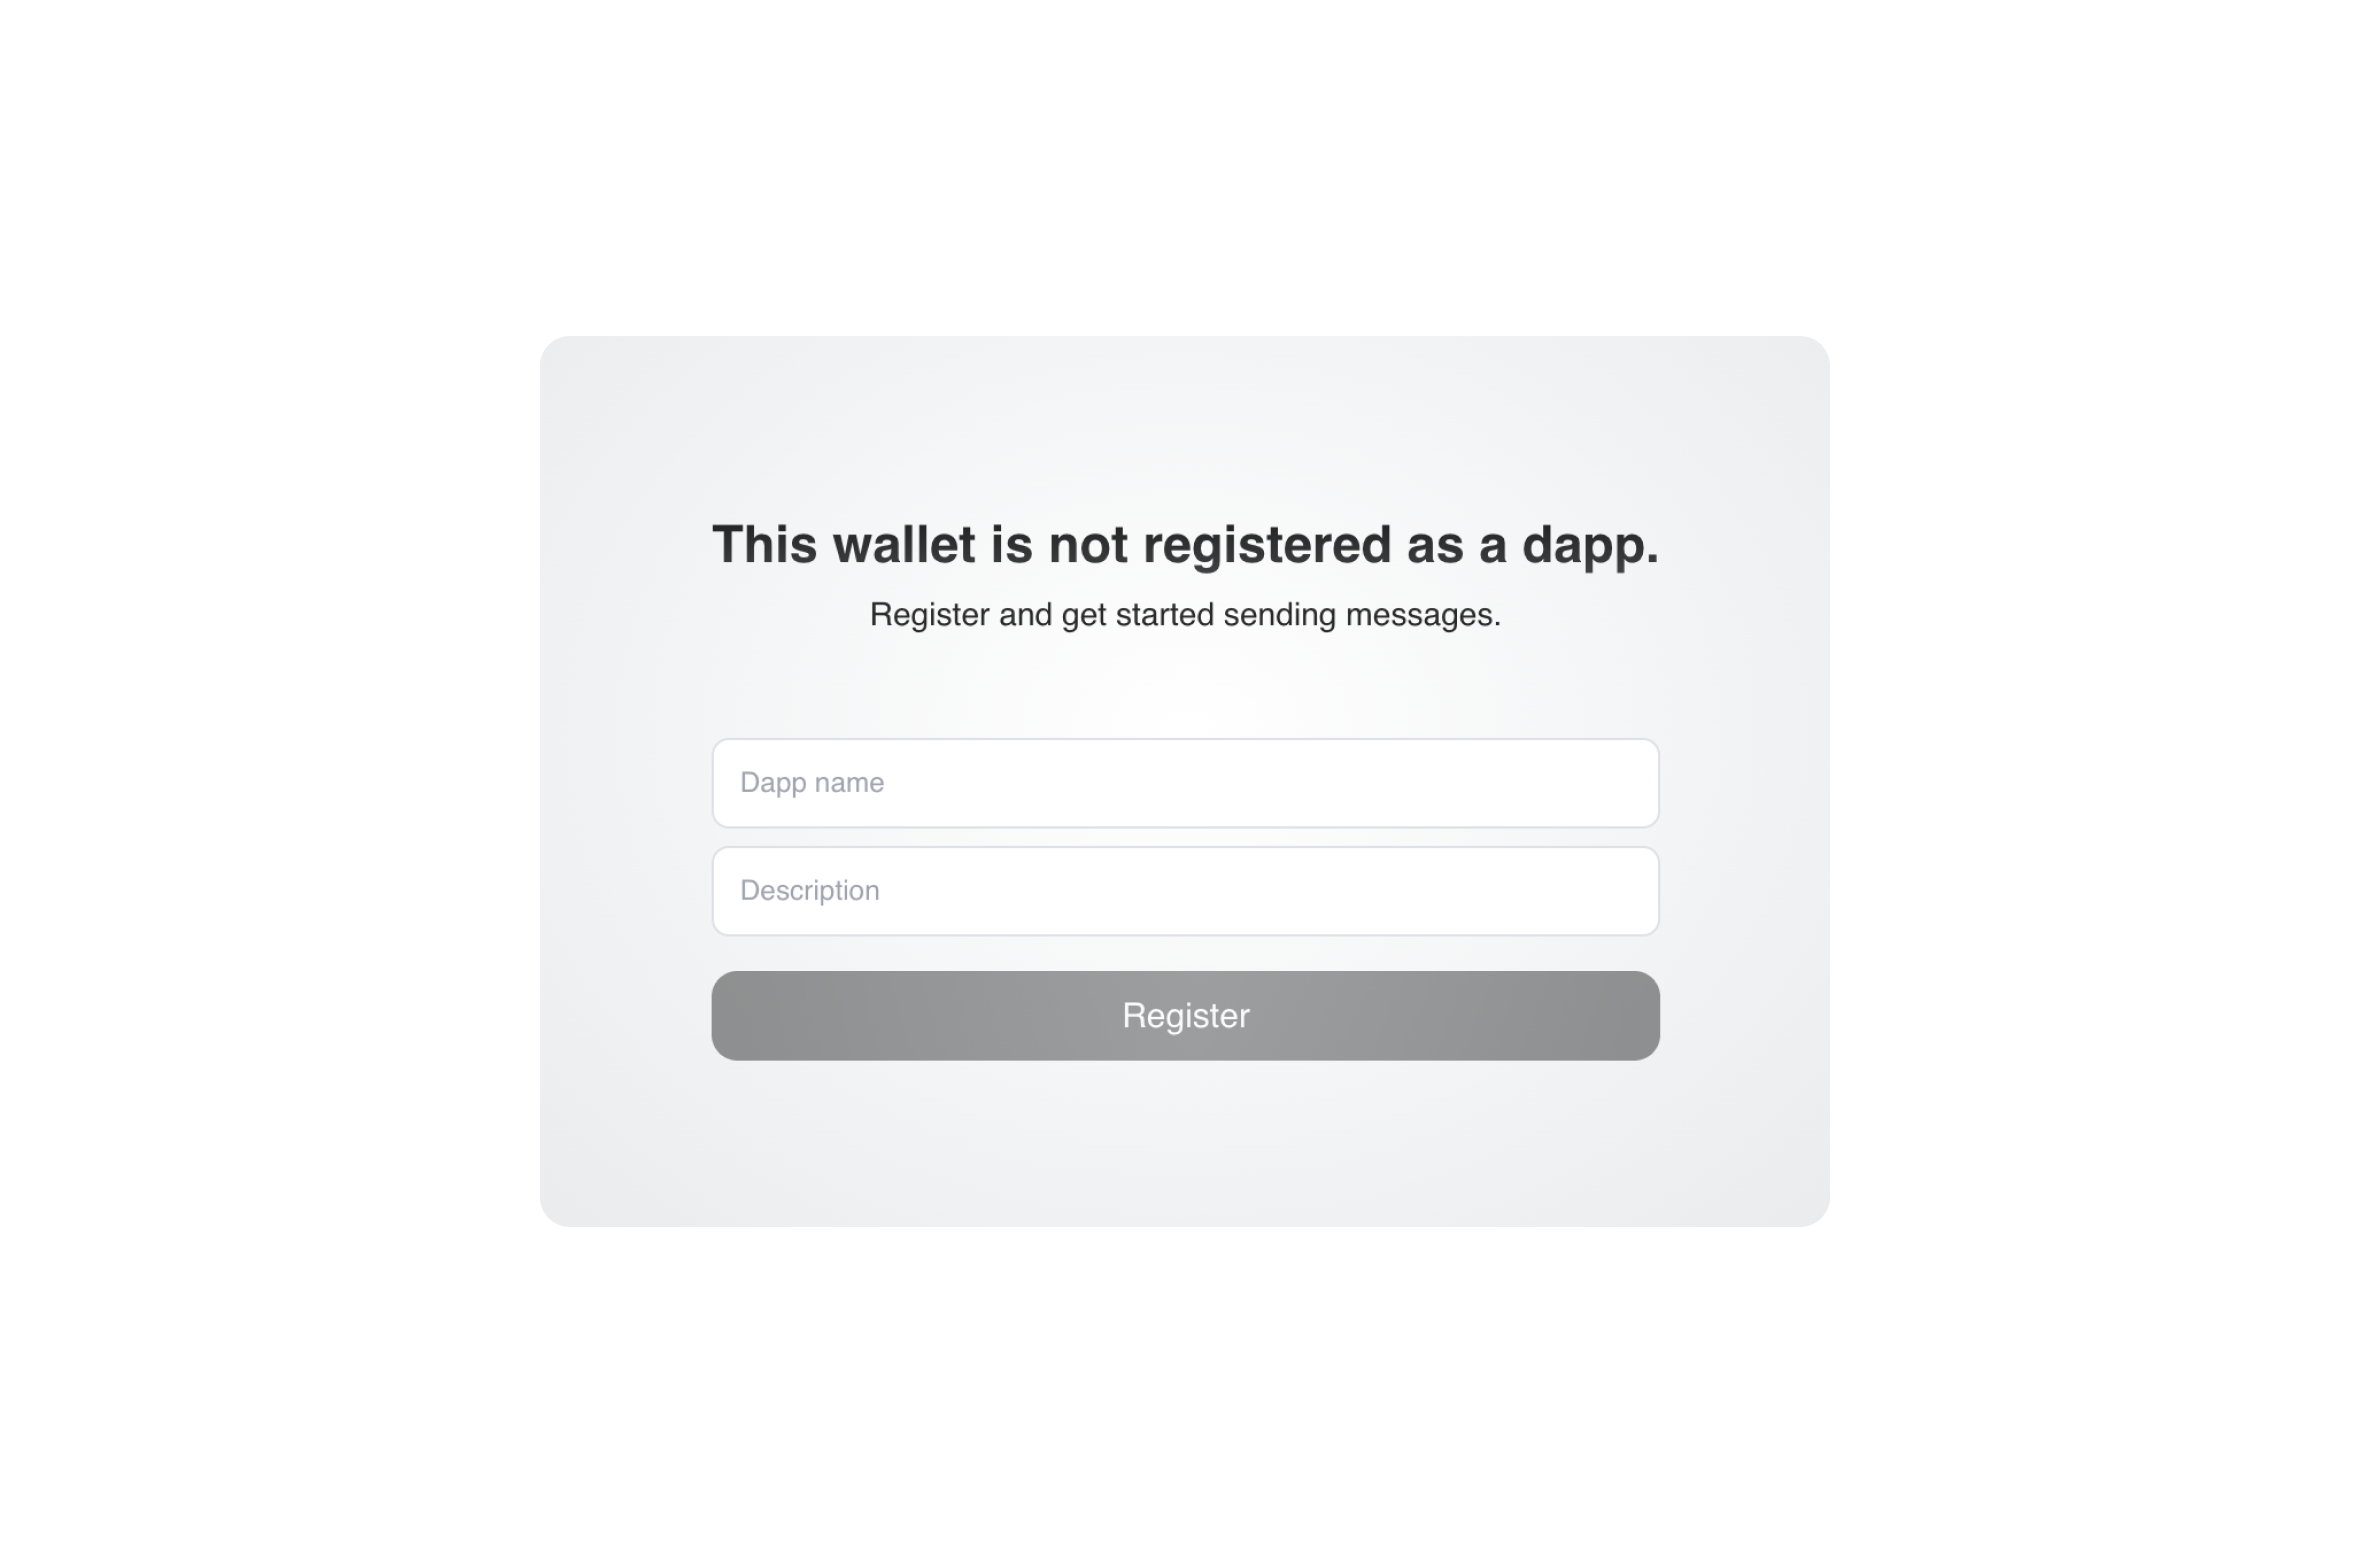 This wallet is not registered as a dapp.
Register and get started sending messages.
Dapp name
Description
Register